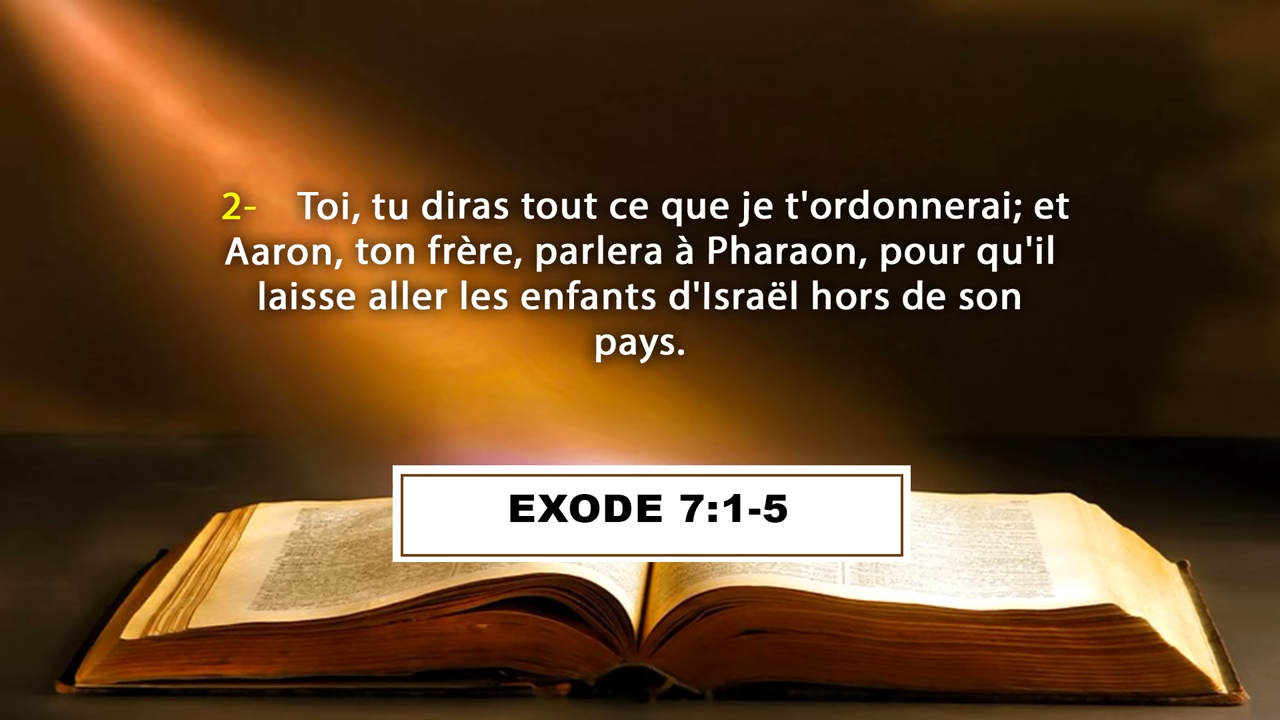 2- Toi, tu diras tout ce que je t'ordonnerai; et
Aaron, ton frère, parlera à Pharaon, pour qu'il
laisse aller les enfants d'Israël hors de son
pays.
EXODE 7:1-5